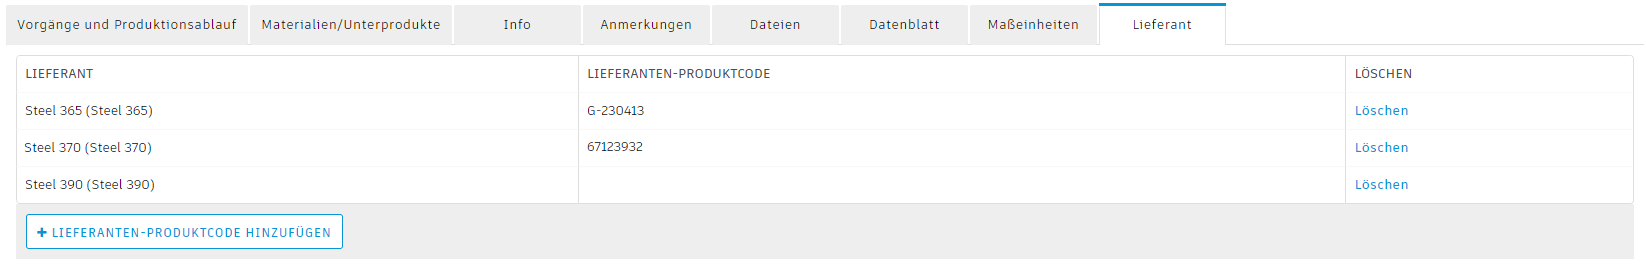 Vorgänge und Produktionsablauf Materialien/Unterprodukte Info Anmerkungen Dateien Datenblatt Maßeinheiten Lieferant
LIEFERANT LIEFERANTEN-PRODUKTCODE LÖSCHEN
Steel 365 (Steel 365) G-230413 Löschen
Steel 370 (Steel 370) 67123932 Löschen
Steel 390 (Steel 390) Löschen
+ LIEFERANTEN-PRODUKTCODE HINZUFÜGEN